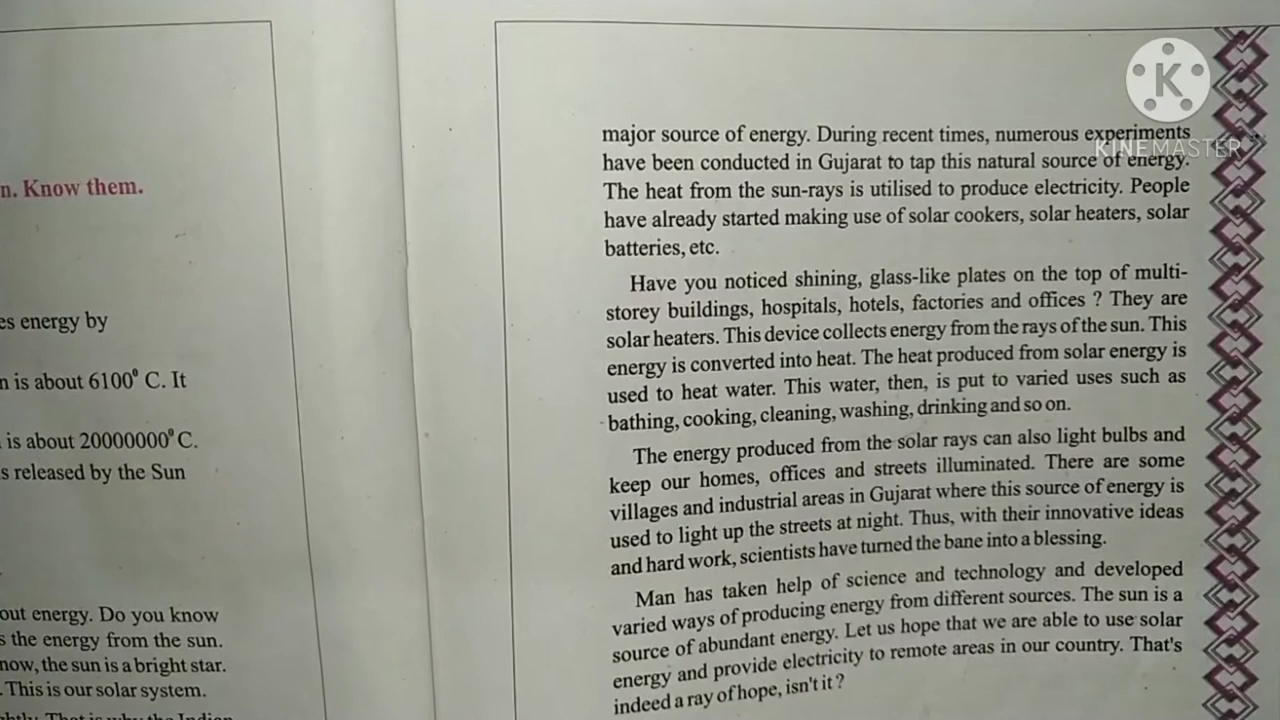 n. Know them.
es energy by
n is about 6100⁰ C. It
is about 20000000⁰ C.
s released by the Sun
out energy. Do you know
s the energy from the sun.
now, the sun is a bright star.
. This is our solar system.
major source of energy. During recent times, numerous experiments
have been conducted in Gujarat to tap this natural source of energy.
The heat from the sun-rays is utilised to produce electricity. People
have already started making use of solar cookers, solar heaters, solar
batteries, etc.
Have you noticed shining, glass-like plates on the top of multi-
storey buildings, hospitals, hotels, factories and offices ? They are
solar heaters. This device collects energy from the rays of the sun. This
energy is converted into heat. The heat produced from solar energy is
used to heat water. This water, then, is put to varied uses such as
bathing, cooking, cleaning, washing, drinking and so on.
The energy produced from the solar rays can also light bulbs and
keep our homes, offices and streets illuminated. There are some
villages and industrial areas in Gujarat where this source of energy is
used to light up the streets at night. Thus, with their innovative ideas
and hard work, scientists have turned the bane into a blessing.
Man has taken help of science and technology and developed
varied ways of producing energy from different sources. The sun is a
source of abundant energy. Let us hope that we are able to use solar
energy and provide electricity to remote areas in our country. That's
indeed a ray of hope, isn't it ?
K
KINEMASTER